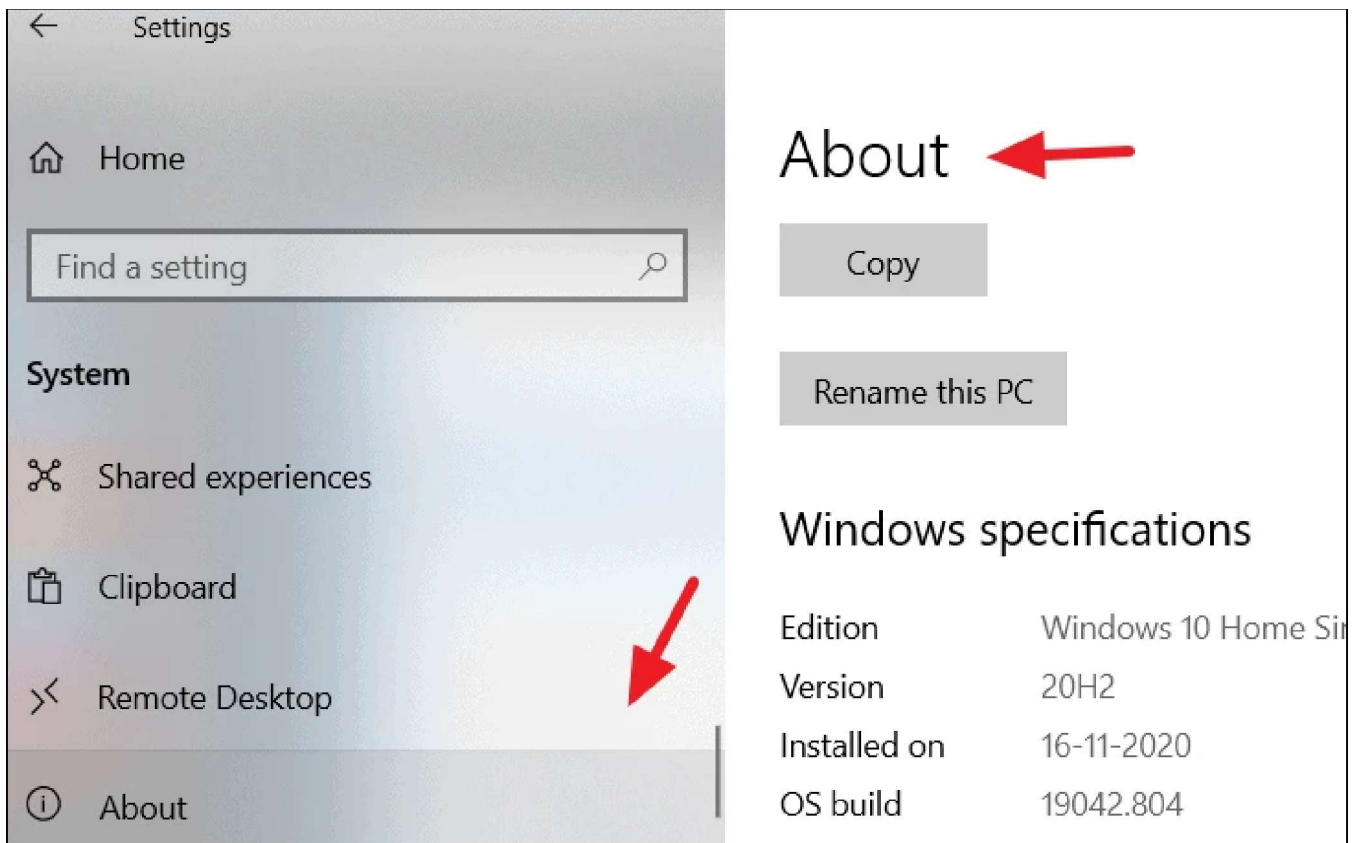 Settings
Home
Find a setting
System
Shared experiences
Clipboard
Remote Desktop
About
About
Copy
Rename this PC
Windows specifications
Edition Windows 10 Home
Version 20H2
Installed on 16-11-2020
OS build 19042.804